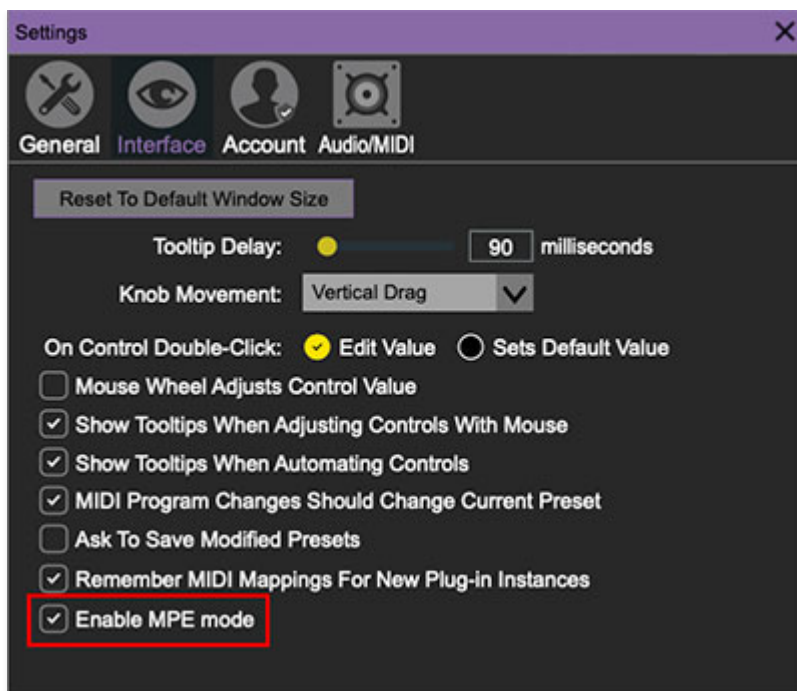 Settings
General Interface Account Audio/MIDI
Reset To Default Window Size
Tooltip Delay: 90 milliseconds
Knob Movement: Vertical Drag
On Control Double-Click: Edit Value Sets Default Value
Mouse Wheel Adjusts Control Value
Show Tooltips When Adjusting Controls With Mouse
Show Tooltips When Automating Controls
MIDI Program Changes Should Change Current Preset
Ask To Save Modified Presets
Remember MIDI Mappings For New Plug-in Instances
Enable MPE mode